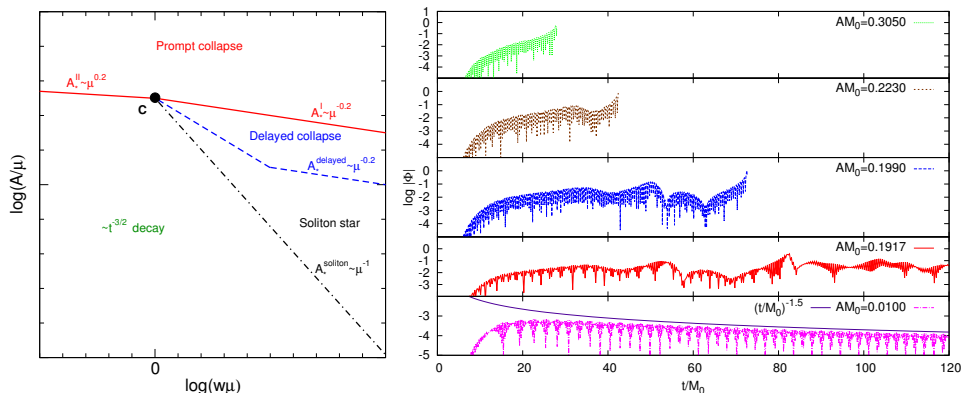 log(A/μ)
Prompt collapse
A*^II~μ^0.2
C
A*^I~μ^-0.2
Delayed collapse
A*^delayed~μ^-0.2
~t^-3/2 decay
Soliton star
A*^soliton~μ^-1
0
log(wμ)
log |Φ|
1
0
-1
-2
-3
-4
AM₀=0.3050
0
-1
-2
-3
-4
-5
AM₀=0.2230
0
-1
-2
-3
-4
AM₀=0.1990
0
-1
-2
-3
AM₀=0.1917
-3
-4
-5
(t/M₀)^-1.5
AM₀=0.0100
0 20 40 60 80 100 120
t/M₀